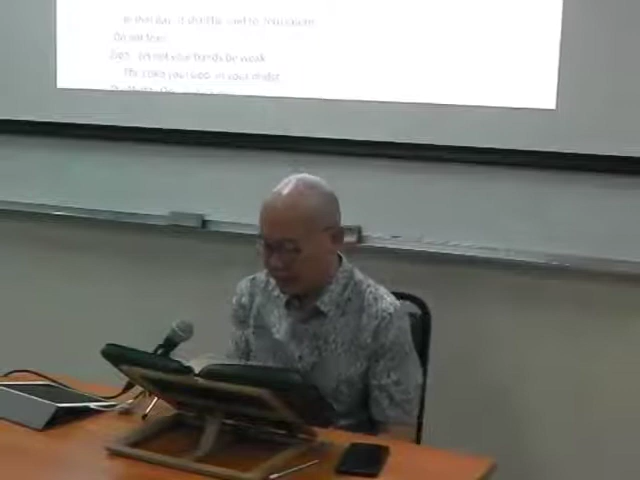 In that day it shall be said to Jerusalem:
Do not fear;
Zion, let not your hands be weak.
The LORD your God, in your midst